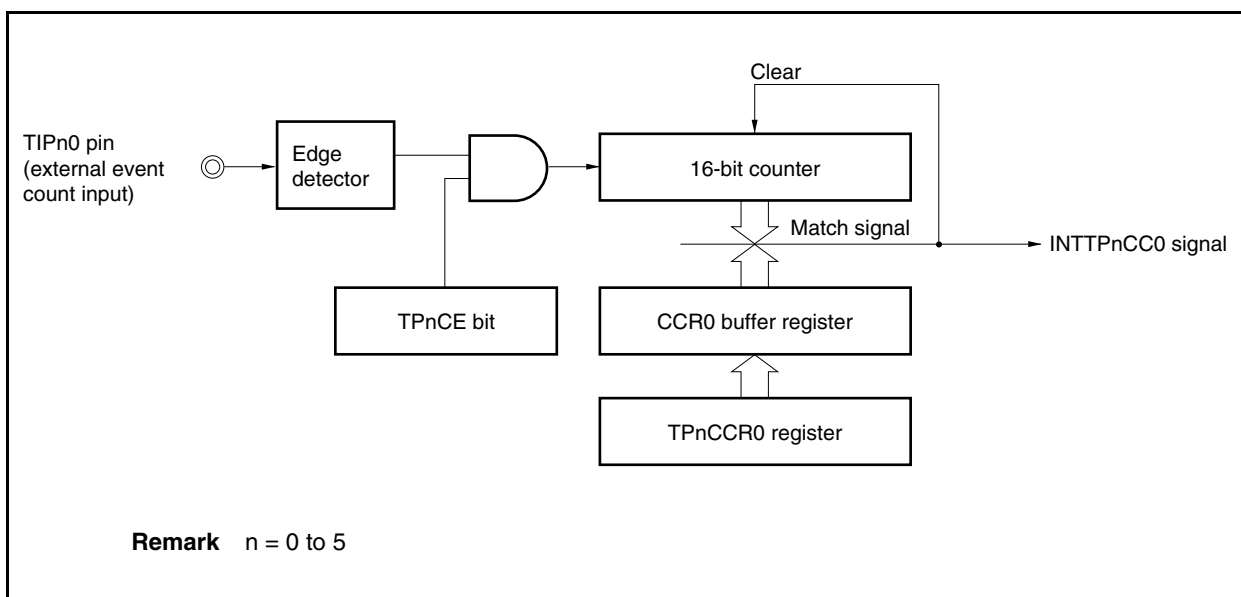 Clear
TIPn0 pin
(external event
count input)
Edge
detector
16-bit counter
Match signal
INTTPnCC0 signal
TPnCE bit
CCR0 buffer register
TPnCCR0 register
Remark n = 0 to 5